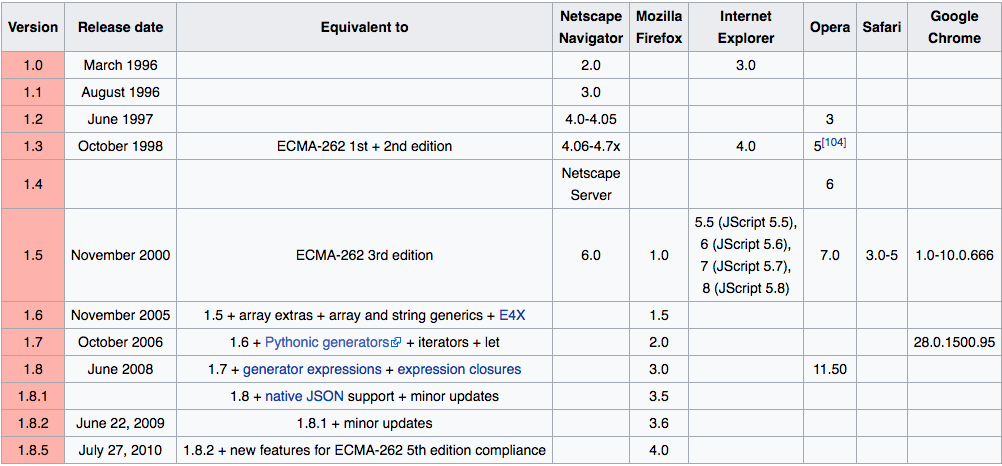 Version Release date Equivalent to Netscape Navigator Mozilla Firefox Internet Explorer Opera Safari Google Chrome
1.0 March 1996 2.0 3.0
1.1 August 1996 3.0
1.2 June 1997 4.0-4.05 3
1.3 October 1998 ECMA-262 1st + 2nd edition 4.06-4.7x 4.0 5[104]
1.4 Netscape Server 6
1.5 November 2000 ECMA-262 3rd edition 6.0 1.0 5.5 (JScript 5.5), 6 (JScript 5.6), 7 (JScript 5.7), 8 (JScript 5.8) 7.0 3.0-5 1.0-10.0.666
1.6 November 2005 1.5 + array extras + array and string generics + E4X 1.5
1.7 October 2006 1.6 + Pythonic generators + iterators + let 2.0 28.0.1500.95
1.8 June 2008 1.7 + generator expressions + expression closures 3.0 11.50
1.8.1 1.8 + native JSON support + minor updates 3.5
1.8.2 June 22, 2009 1.8.1 + minor updates 3.6
1.8.5 July 27, 2010 1.8.2 + new features for ECMA-262 5th edition compliance 4.0